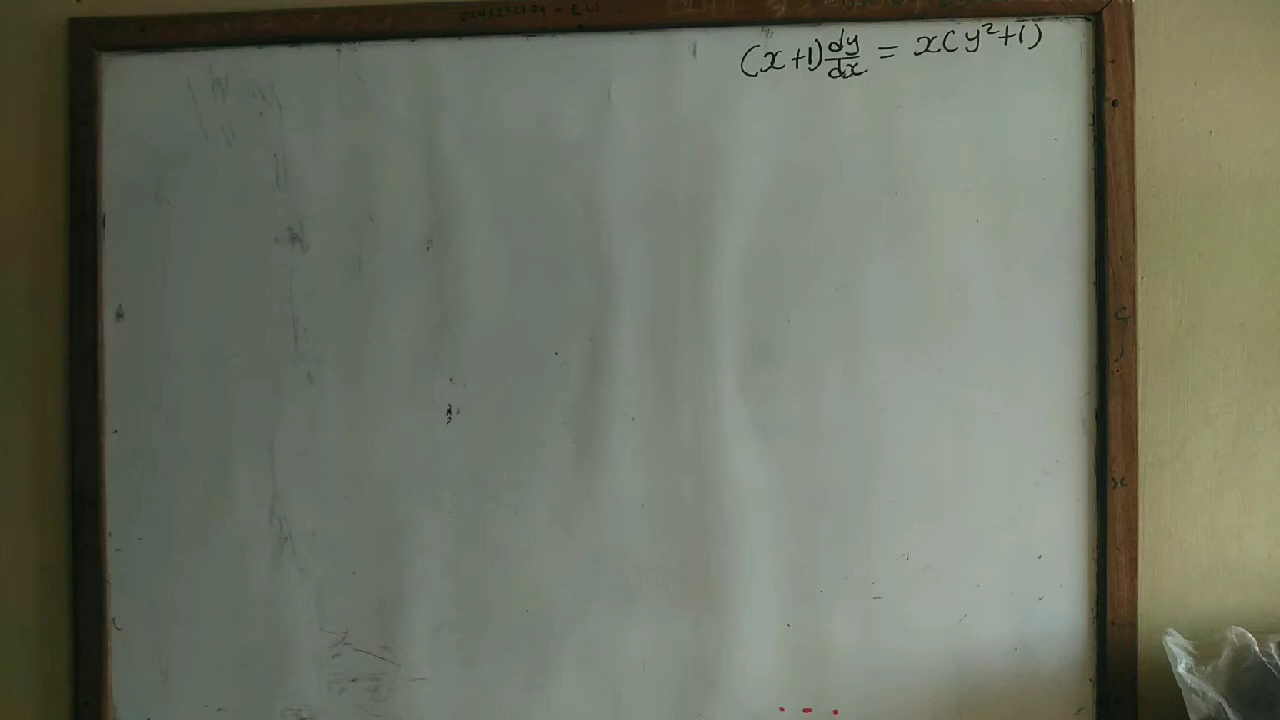 (x+1)dy/dx = x(y²+1)